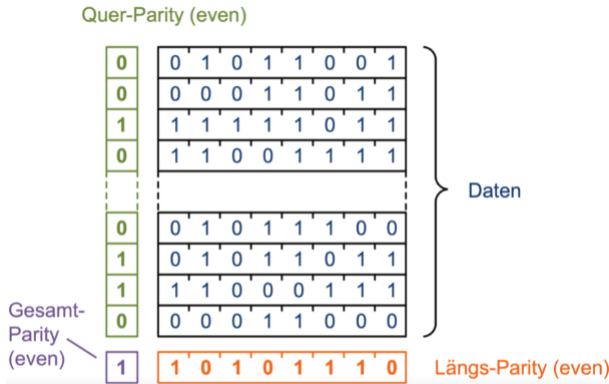 Quer-Parity (even)
0 0 1 0 1 1 0 0 1
0 0 0 0 1 1 0 1 1
1 1 1 1 1 1 0 1 1
0 1 1 0 0 1 1 1 1
Daten
0 0 1 0 1 1 1 0 0
1 0 1 0 1 1 0 1 1
1 1 1 0 0 0 1 1 1
0 0 0 0 1 1 0 0 0
Gesamt-
Parity
(even)
1 1 0 1 0 1 1 1 0 Längs-Parity (even)